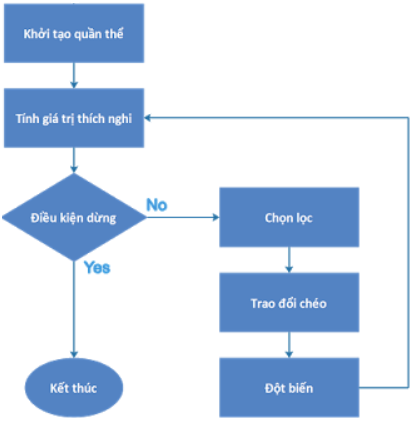 Khởi tạo quần thể
Tính giá trị thích nghi
Điều kiện dừng
No
Chọn lọc
Yes
Trao đổi chéo
Kết thúc
Đột biến